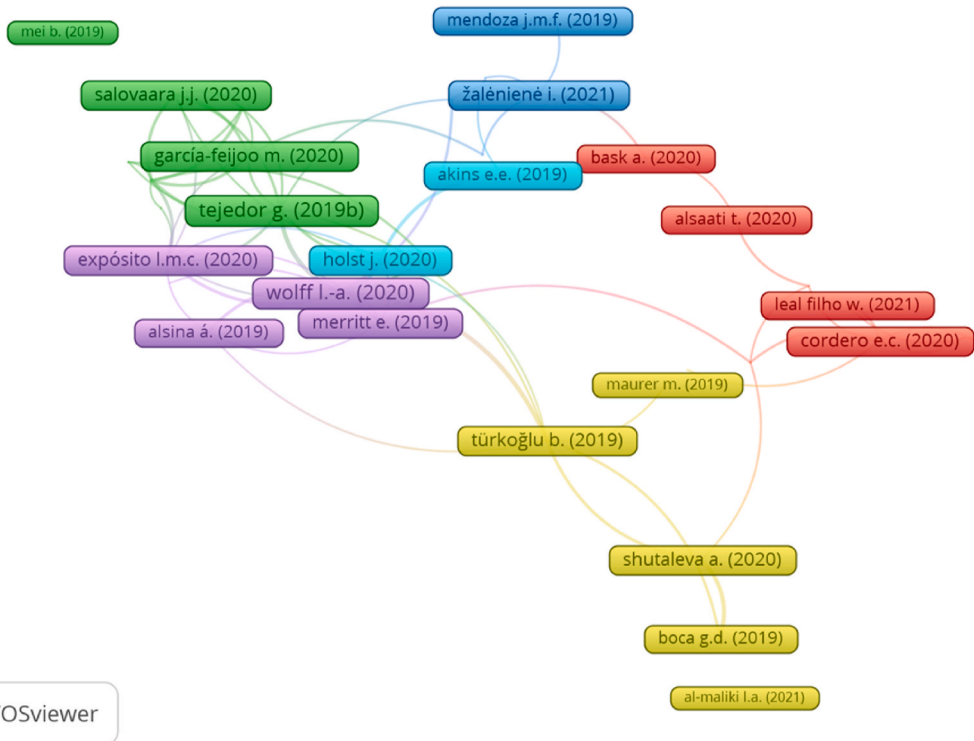 mendoza j.m.f. (2019)
mei b. (2019)
salovaara j.j. (2020)
žalėnienė i. (2021)
garcía-feijoo m. (2020)
bask a. (2020)
akins e.e. (2019)
tejedor g. (2019b)
alsaati t. (2020)
expósito l.m.c. (2020)
holst j. (2020)
wolff l.-a. (2020)
leal filho w. (2021)
merritt e. (2019)
alsina á. (2019)
cordero e.c. (2020)
maurer m. (2019)
türkoğlu b. (2019)
shutaleva a. (2020)
boca g.d. (2019)
al-maliki l.a. (2021)
OSviewer